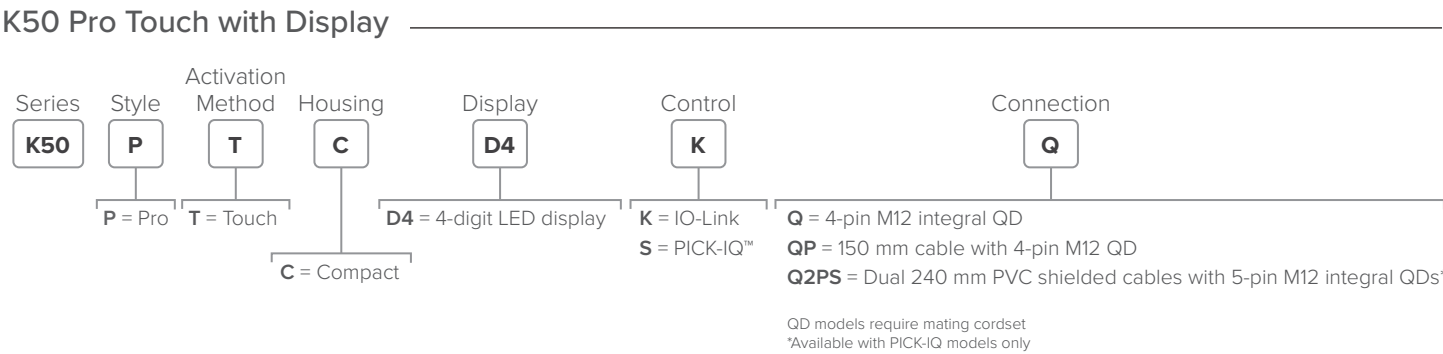 K50 Pro Touch with Display
Activation
Series Style Method Housing Display Control Connection
K50 P T C D4 K Q
P = Pro T = Touch D4 = 4-digit LED display K = IO-Link Q = 4-pin M12 integral QD
S = PICK-IQ™ QP = 150 mm cable with 4-pin M12 QD
C = Compact Q2PS = Dual 240 mm PVC shielded cables with 5-pin M12 integral QDs*
QD models require mating cordset
*Available with PICK-IQ models only